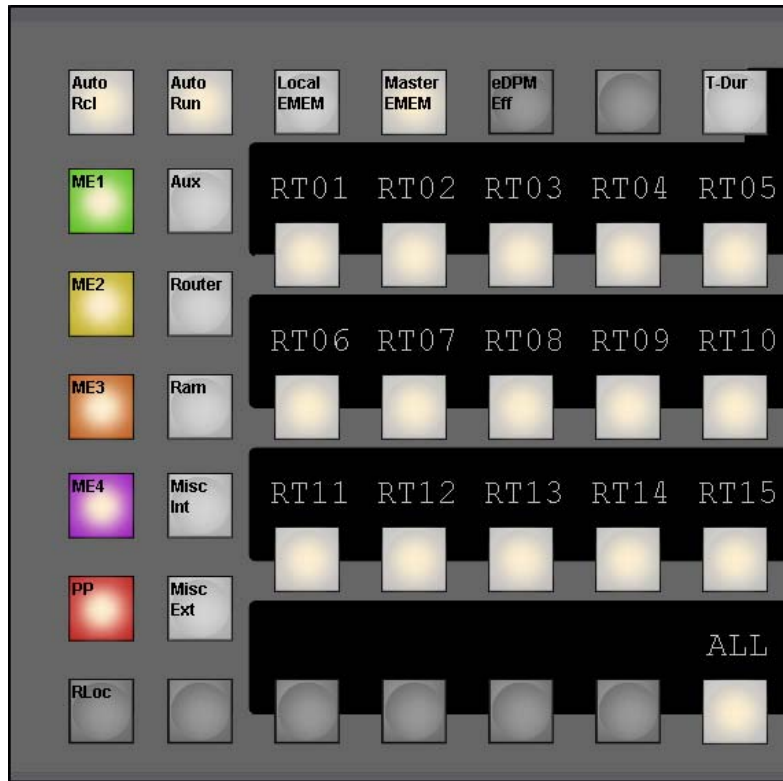 Auto Rcl
Auto Run
Local EMEM
Master EMEM
eDPM Eff
T-Dur
ME1
Aux
RT01 RT02 RT03 RT04 RT05
ME2
Router
RT06 RT07 RT08 RT09 RT10
ME3
Ram
ME4
Misc Int
RT11 RT12 RT13 RT14 RT15
PP
Misc Ext
ALL
RLoc